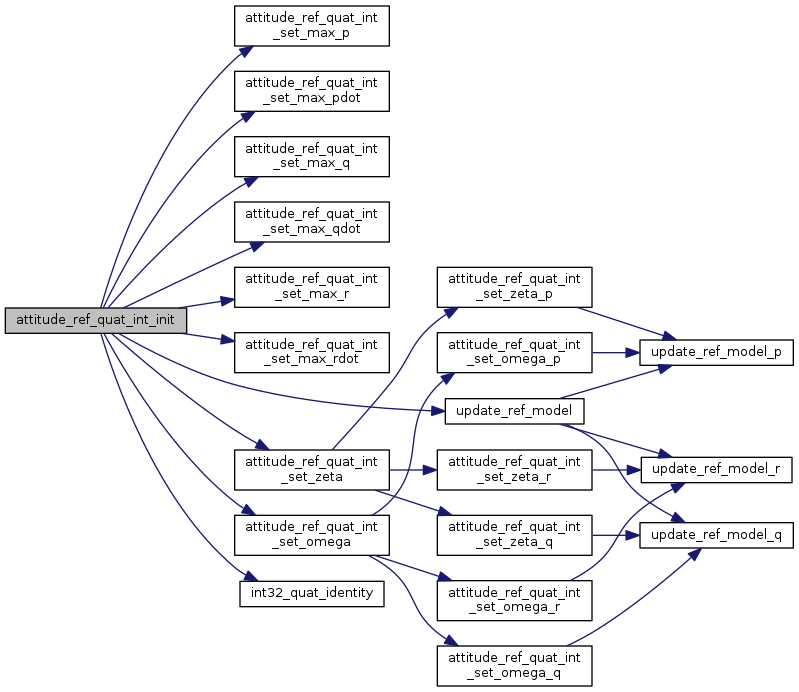 attitude_ref_quat_int
_set_max_p
attitude_ref_quat_int
_set_max_pdot
attitude_ref_quat_int
_set_max_q
attitude_ref_quat_int
_set_max_qdot
attitude_ref_quat_int
_set_max_r
attitude_ref_quat_int
_set_zeta_p
attitude_ref_quat_int_init
attitude_ref_quat_int
_set_max_rdot
attitude_ref_quat_int
_set_omega_p
update_ref_model_p
update_ref_model
attitude_ref_quat_int
_set_zeta
attitude_ref_quat_int
_set_zeta_r
update_ref_model_r
attitude_ref_quat_int
_set_omega
attitude_ref_quat_int
_set_zeta_q
update_ref_model_q
int32_quat_identity
attitude_ref_quat_int
_set_omega_r
attitude_ref_quat_int
_set_omega_q